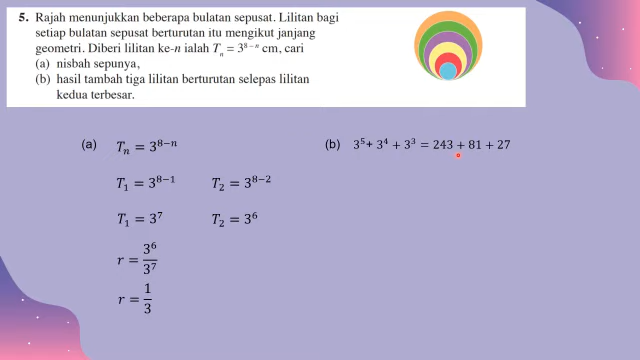 5. Rajah menunjukkan beberapa bulatan sepusat. Lilitan bagi
setiap bulatan sepusat berturutan itu mengikut janjang
geometri. Diberi lilitan ke-n ialah Tₙ = 3⁸⁻ⁿ cm, cari
(a) nisbah sepunya,
(b) hasil tambah tiga lilitan berturutan selepas lilitan
kedua terbesar.
(a) Tₙ = 3⁸⁻ⁿ
T₁ = 3⁸⁻¹ T₂ = 3⁸⁻²
T₁ = 3⁷ T₂ = 3⁶
r = 3⁶/3⁷
r = 1/3
(b) 3⁵+ 3⁴ + 3³ = 243 + 81 + 27